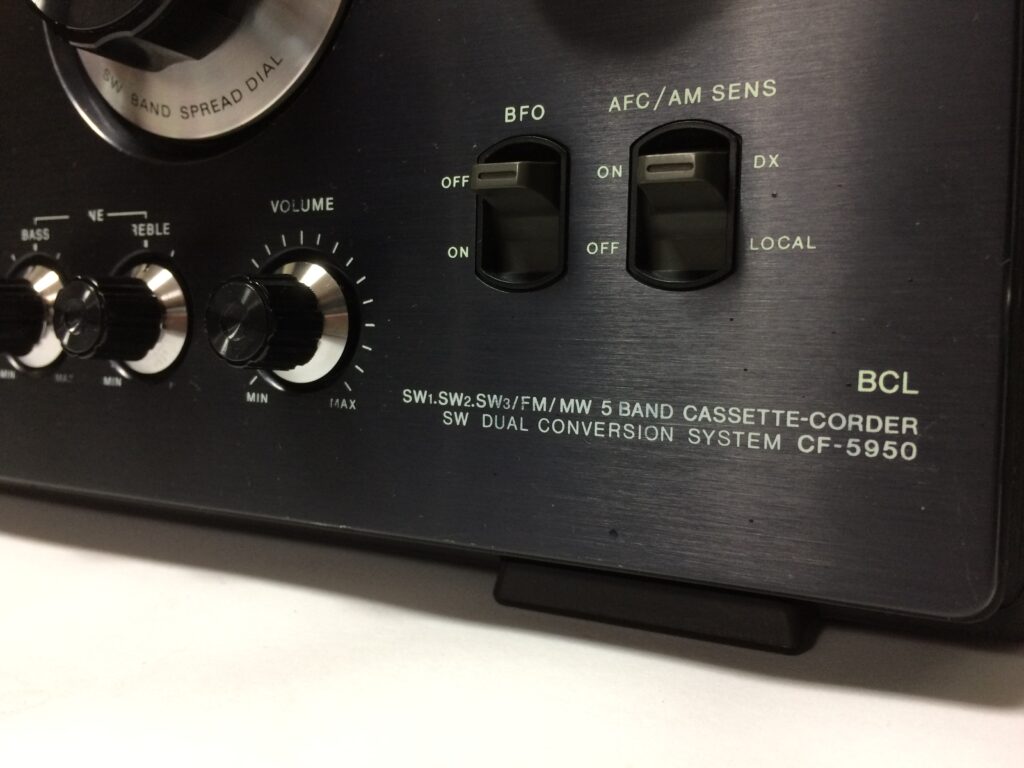 SW BAND SPREAD DIAL
BFO
OFF
ON
AFC/AM SENS
ON DX
OFF LOCAL
BASS
VOLUME
MIN
MIN
MIN
MAX
BCL
SW1.SW2.SW3/FM/MW 5 BAND CASSETTE-CORDER
SW DUAL CONVERSION SYSTEM CF-5950